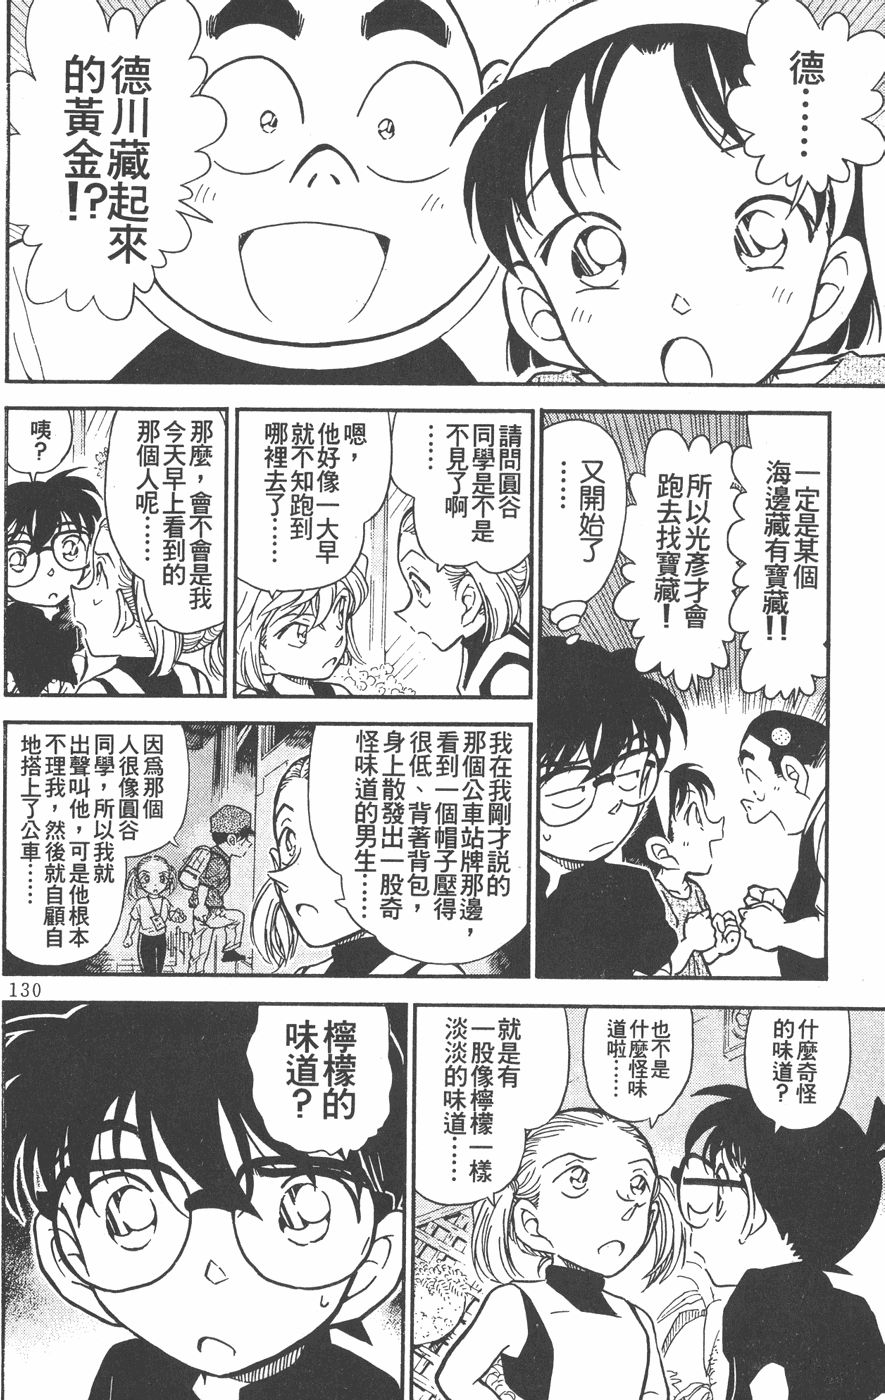 德……
德川藏起來
的黃金!?
一定是某個
海邊藏有寶藏!!
所以光彥才會
跑去找寶藏!
又開始了
……
請問圓谷
同學是不是
不見了啊
……
嗯,
他好像一大早
就不知跑到
哪裡去了……
那麼,會不會是我
今天早上看到的
那個人呢……
咦?
我在我剛才說的
那個公車站牌那邊,
看到一個帽子壓得
很低、背著背包,
身上散發出一股奇
怪味道的男生……
因為那個
人很像圓谷
同學,所以我就
出聲叫他,可是他根本
不理我,然後就自顧自
地搭上了公車……
130
什麼奇怪
的味道?
也不是
什麼怪味
道啦……
就是有
一股像檸檬一樣
淡淡的味道……
檸檬的
味道?